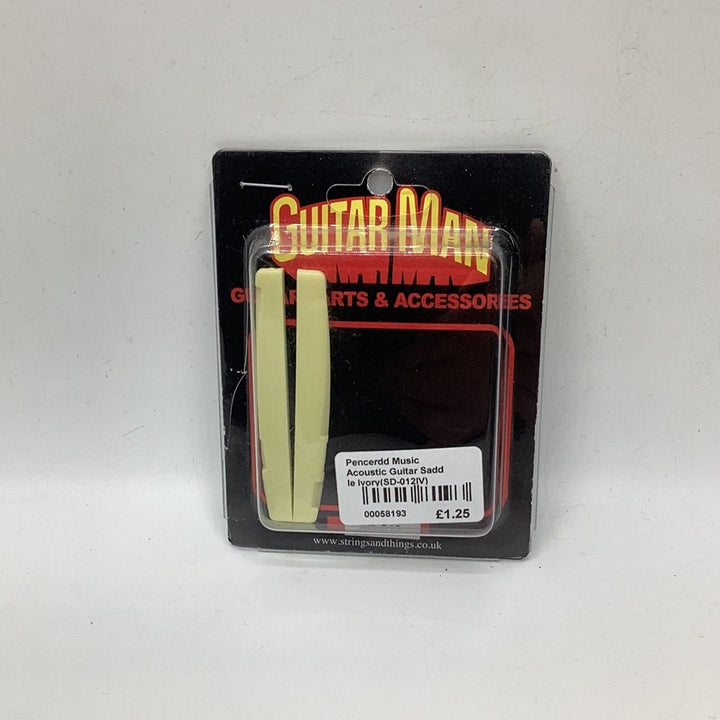 GUITAR MAN
GUITAR PARTS & ACCESSORIES
Pencerdd Music
Acoustic Guitar Sadd
le Ivory(SD-012IV)
00058193 £1.25
www.stringsandthings.co.uk